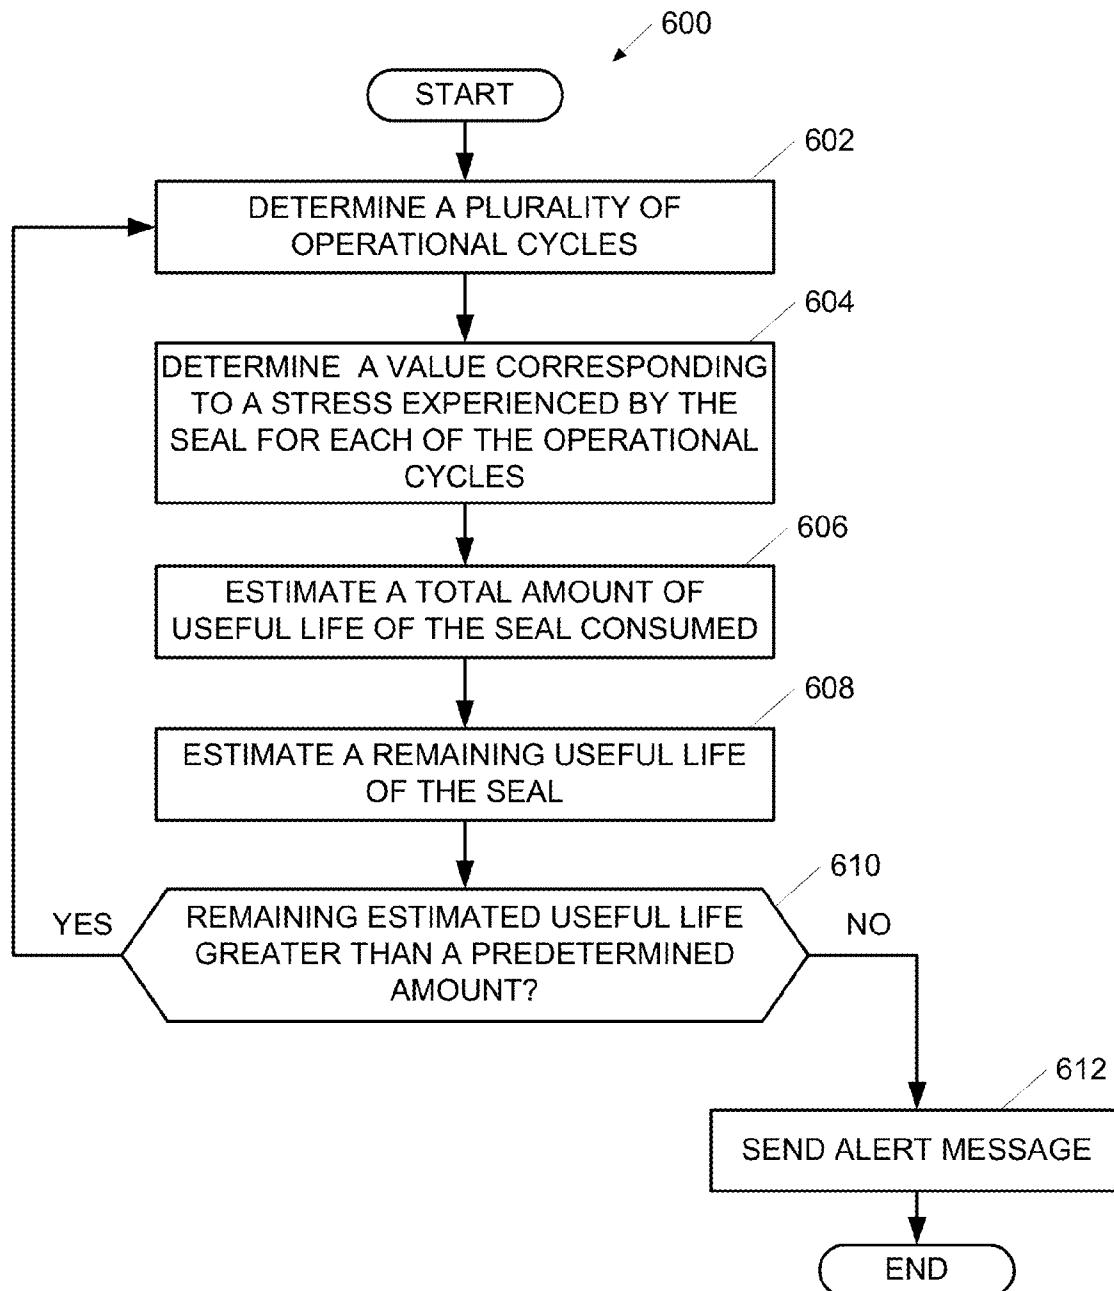 600
START
602
DETERMINE A PLURALITY OF
OPERATIONAL CYCLES
604
DETERMINE A VALUE CORRESPONDING
TO A STRESS EXPERIENCED BY THE
SEAL FOR EACH OF THE OPERATIONAL
CYCLES
606
ESTIMATE A TOTAL AMOUNT OF
USEFUL LIFE OF THE SEAL CONSUMED
608
ESTIMATE A REMAINING USEFUL LIFE
OF THE SEAL
610
YES
REMAINING ESTIMATED USEFUL LIFE
GREATER THAN A PREDETERMINED
AMOUNT?
NO
612
SEND ALERT MESSAGE
END